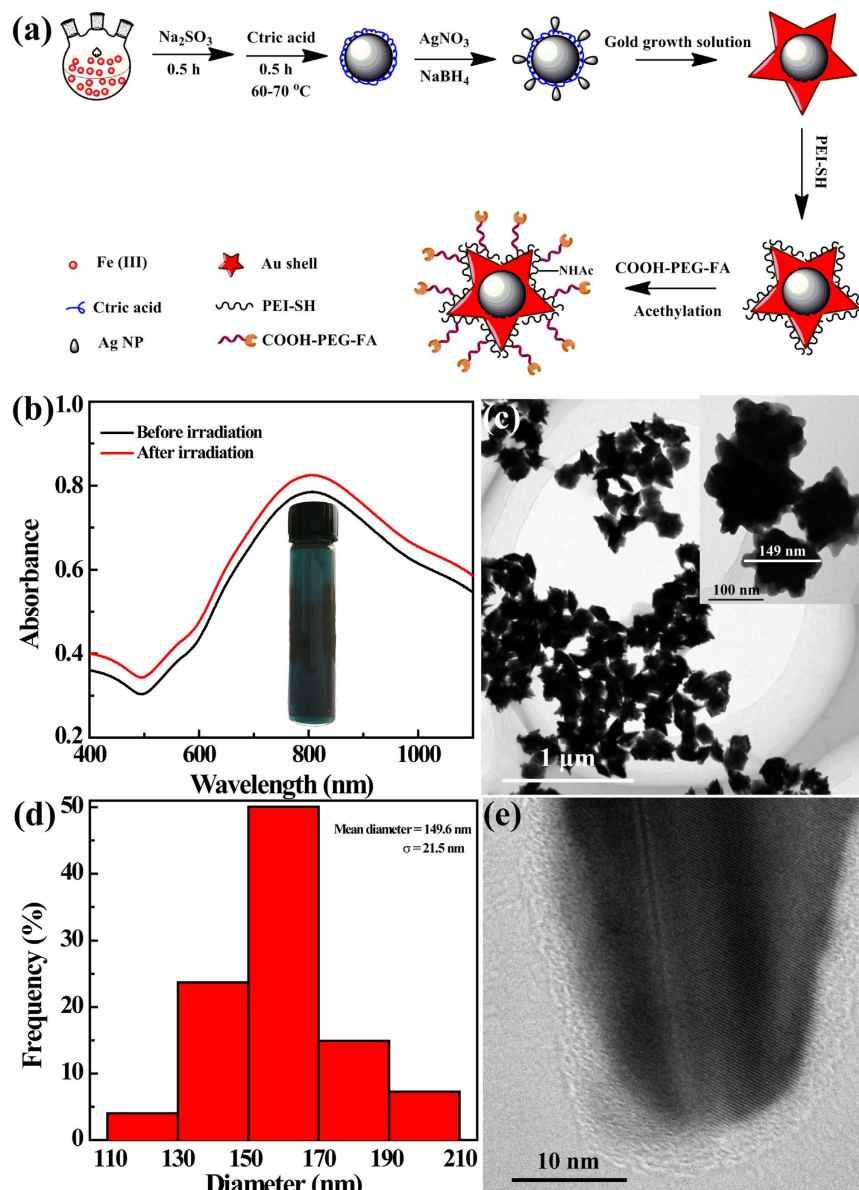 (a)
Na₂SO₃
0.5 h
Ctric acid
0.5 h
60-70 °C
AgNO₃
NaBH₄
Gold growth solution
PEI-SH
Fe (III)
Au shell
Ctric acid
PEI-SH
Ag NP
COOH-PEG-FA
NHAc
COOH-PEG-FA
Acethylation
(b)
1.0
0.8
0.6
0.4
0.2
Absorbance
Before irradiation
After irradiation
400
600
800
1000
Wavelength (nm)
(c)
149 nm
100 nm
1 μm
(d)
50
40
30
20
10
0
Frequency (%)
Mean diameter = 149.6 nm
σ = 21.5 nm
110
130
150
170
190
210
Diameter (nm)
(e)
10 nm